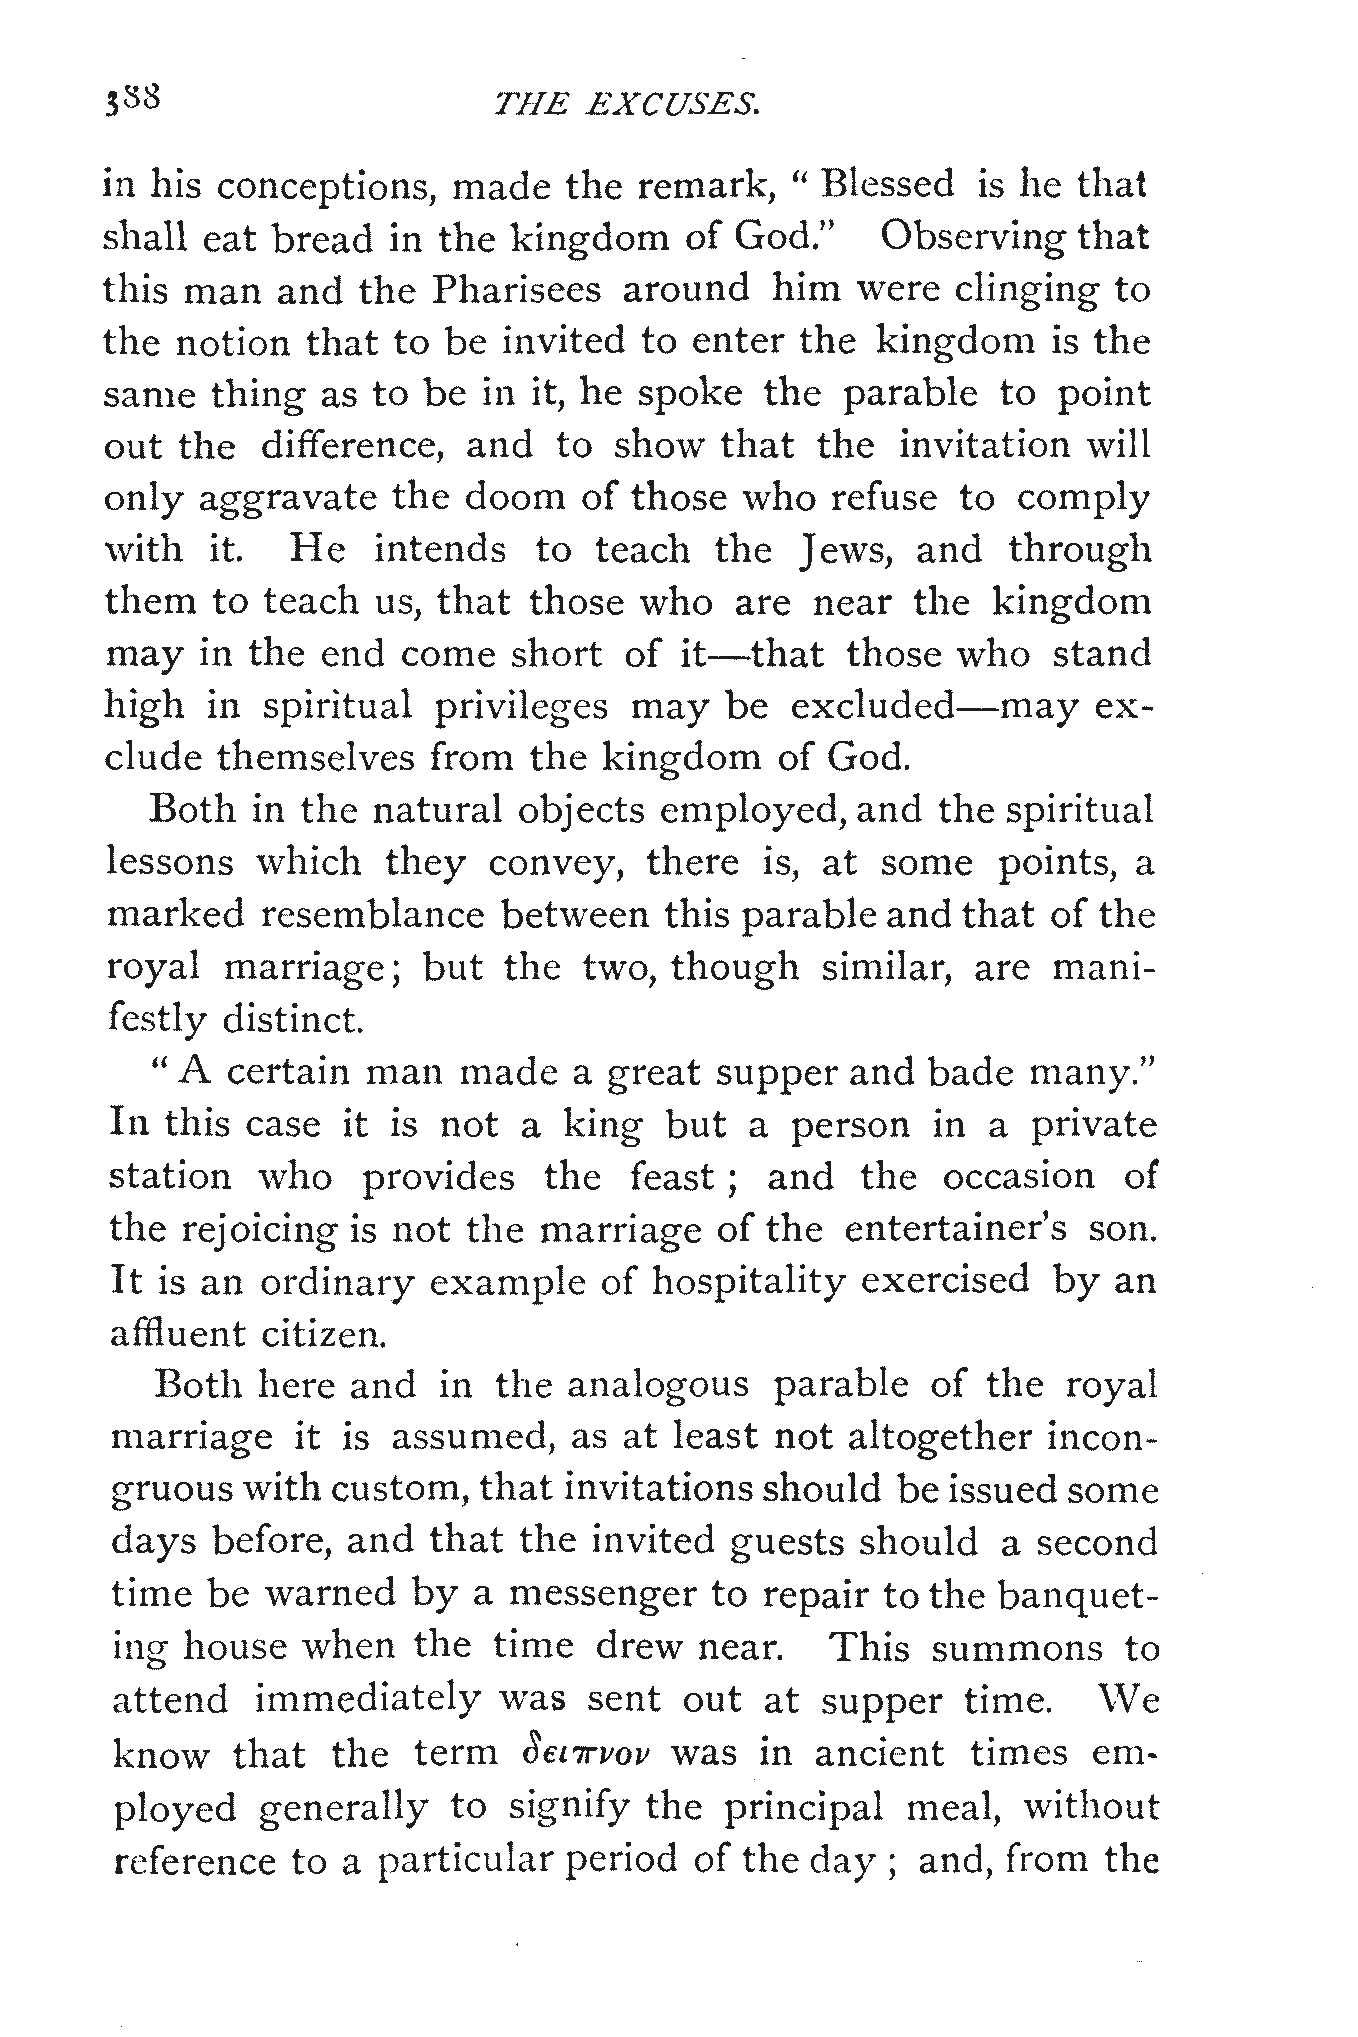 388 THE EXCUSES.
in his conceptions, made the remark, “ Blessed is he that
shall eat bread in the kingdom of God.” Observing that
this man and the Pharisees around him were clinging to
the notion that to be invited to enter the kingdom is the
same thing as to be in it, he spoke the parable to point
out the difference, and to show that the invitation will
only aggravate the doom of those who refuse to comply
with it. He intends to teach the Jews, and through
them to teach us, that those who are near the kingdom
may in the end come short of it—that those who stand
high in spiritual privileges may be excluded—may ex-
clude themselves from the kingdom of God.
Both in the natural objects employed, and the spiritual
lessons which they convey, there is, at some points, a
marked resemblance between this parable and that of the
royal marriage; but the two, though similar, are mani-
festly distinct.
“ A certain man made a great supper and bade many.”
In this case it is not a king but a person in a private
station who provides the feast ; and the occasion of
the rejoicing is not the marriage of the entertainer’s son.
It is an ordinary example of hospitality exercised by an
affluent citizen.
Both here and in the analogous parable of the royal
marriage it is assumed, as at least not altogether incon-
gruous with custom, that invitations should be issued some
days before, and that the invited guests should a second
time be warned by a messenger to repair to the banquet-
ing house when the time drew near. This summons to
attend immediately was sent out at supper time. We
know that the term δειπνον was in ancient times em-
ployed generally to signify the principal meal, without
reference to a particular period of the day ; and, from the